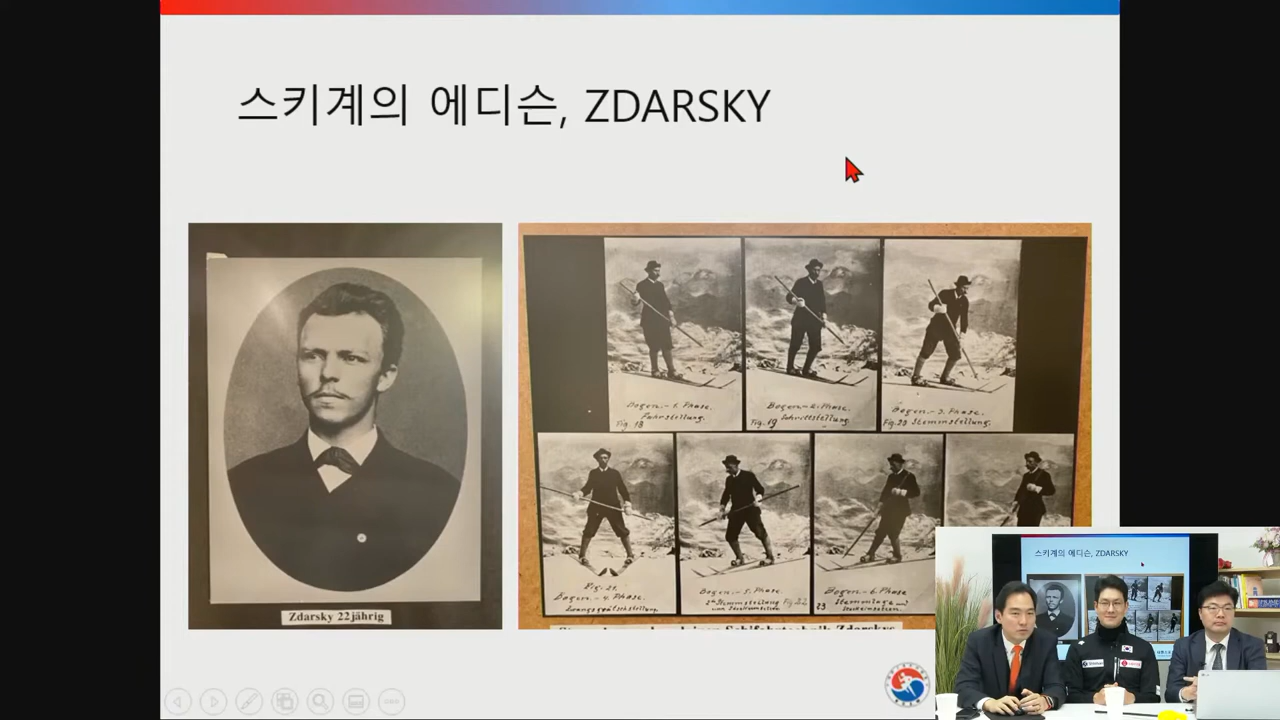 스키계의 에디슨, ZDARSKY
Bogen.- 1. Phase.
Fahrstellung.
Fig. 18
Bogen.- 2. Phase.
Fig. 19 Schrittstellung.
Bogen.- 3. Phase.
Stemmstellung.
Fig. 21.
Bogen.- 4. Phase.
Bogen.- 5. Phase.
Bogen.- 6. Phase.
23
Zdarsky 22jährig
스키계의 에디슨, ZDARSKY